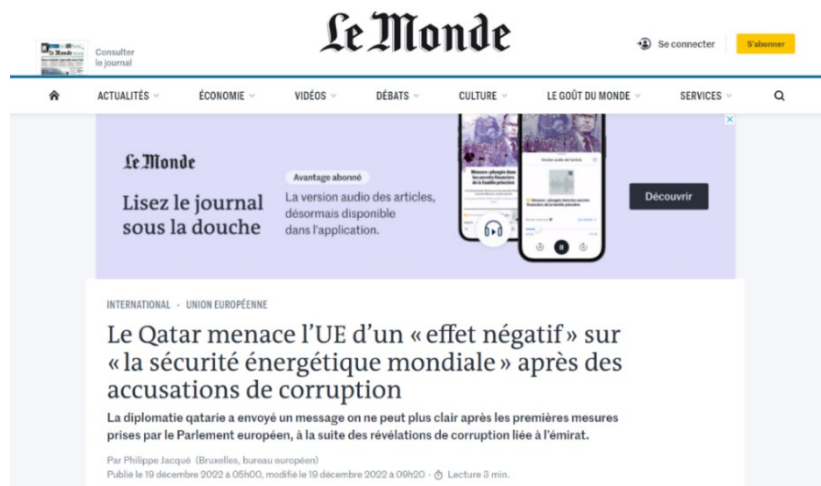 Le Monde
Consulter
le journal
Se connecter
S'abonner
ACTUALITÉS
ÉCONOMIE
VIDÉOS
DÉBATS
CULTURE
LE GOÛT DU MONDE
SERVICES
Le Monde
Lisez le journal
sous la douche
Avantage abonné
La version audio des articles,
désormais disponible
dans l'application.
Découvrir
INTERNATIONAL • UNION EUROPÉENNE
Le Qatar menace l'UE d'un « effet négatif » sur
« la sécurité énergétique mondiale » après des
accusations de corruption
La diplomatie qatarie a envoyé un message on ne peut plus clair après les premières mesures
prises par le Parlement européen, à la suite des révélations de corruption liée à l'émirat.
Par Philippe Jacqué (Bruxelles, bureau européen)
Publié le 19 décembre 2022 à 05h00, modifié le 19 décembre 2022 à 09h20 - Lecture 3 min.